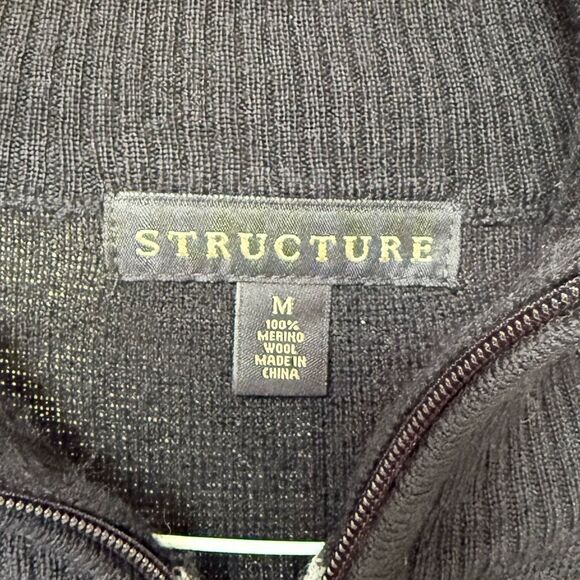 STRUCTURE
M
100%
MERINO
WOOL
MADE IN
CHINA